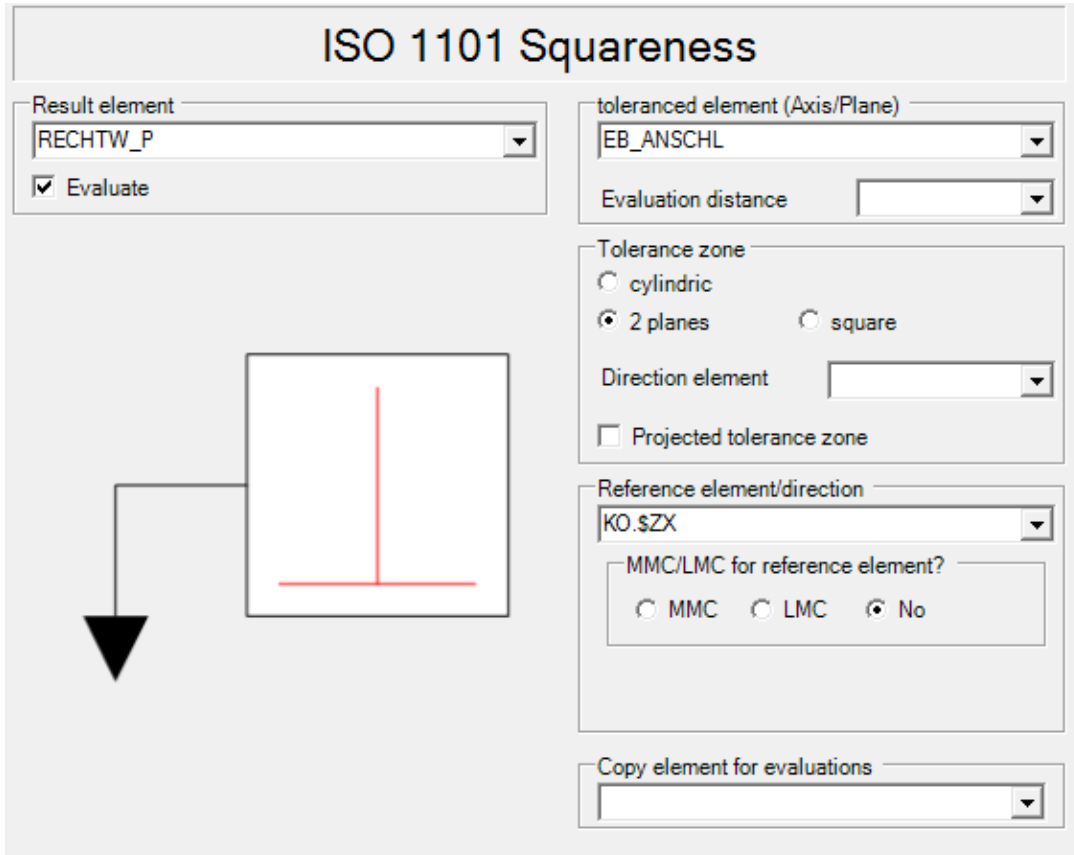 ISO 1101 Squareness
Result element
RECHTW_P
Evaluate
toleranced element (Axis/Plane)
EB_ANSCHL
Evaluation distance
Tolerance zone
cylindric
2 planes square
Direction element
Projected tolerance zone
Reference element/direction
KO.$ZX
MMC/LMC for reference element?
MMC LMC No
Copy element for evaluations